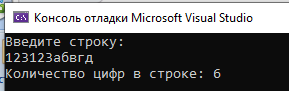 Консоль отладки Microsoft Visual Studio
Введите строку:
123123абвгд
Количество цифр в строке: 6